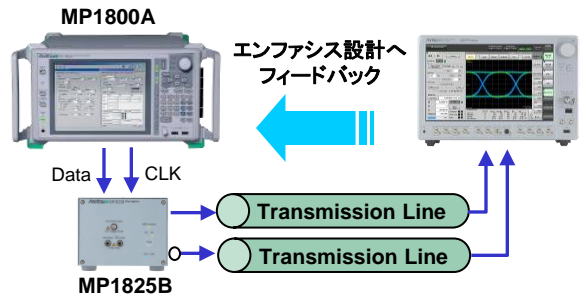 MP1800A
エンファシス設計へ
フィードバック
Data
CLK
Transmission Line
Transmission Line
MP1825B